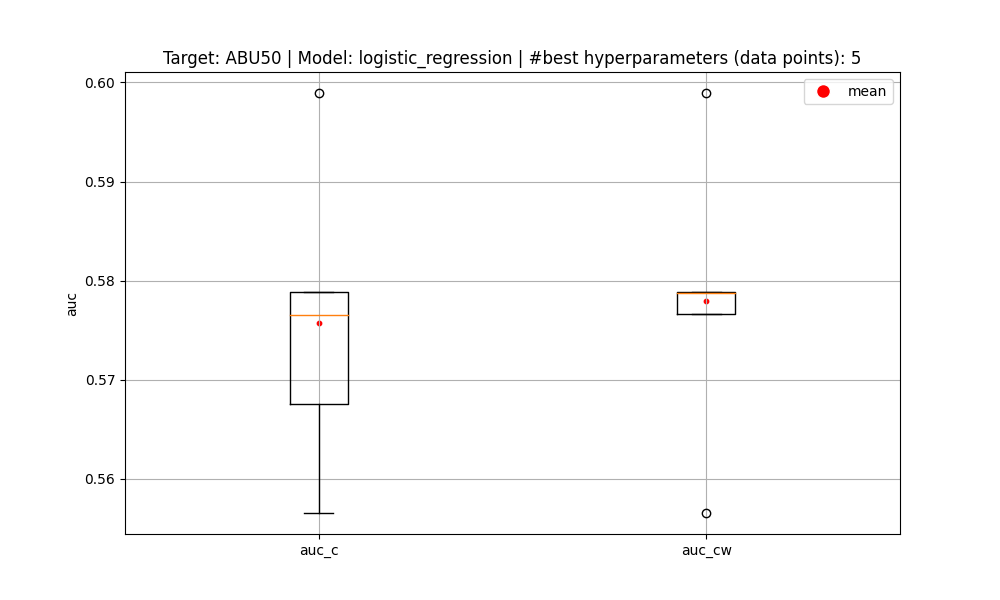 Target: ABU50 | Model: logistic_regression | #best hyperparameters (data points): 5
mean
0.60
0.59
0.58
0.57
0.56
auc
auc_c
auc_cw